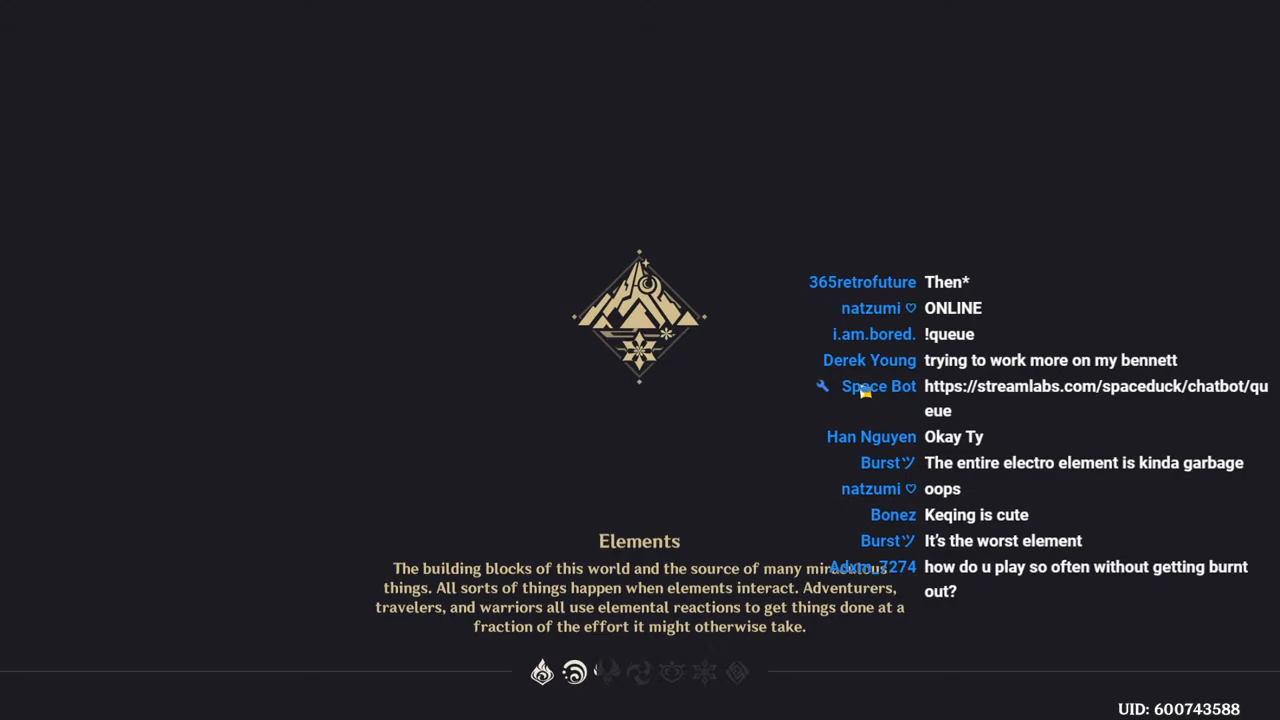 365retrofuture Then*
natzumi ♡ ONLINE
i.am.bored. !queue
Derek Young trying to work more on my bennett
Space Bot https://streamlabs.com/spaceduck/chatbot/qu
eue
Han Nguyen Okay Ty
Burstツ The entire electro element is kinda garbage
natzumi ♡ oops
Bonez Keqing is cute
Burstツ It's the worst element
Adxm_7274 how do u play so often without getting burnt
out?
Elements
The building blocks of this world and the source of many miraculous
things. All sorts of things happen when elements interact. Adventurers,
travelers, and warriors all use elemental reactions to get things done at a
fraction of the effort it might otherwise take.
UID: 600743588